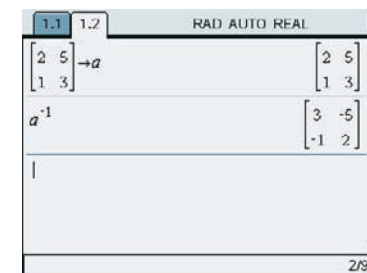 1.1 1.2 RAD AUTO REAL
[2 5
1 3]→a [2 5
1 3]
a⁻¹ [3 -5
-1 2]
2/9